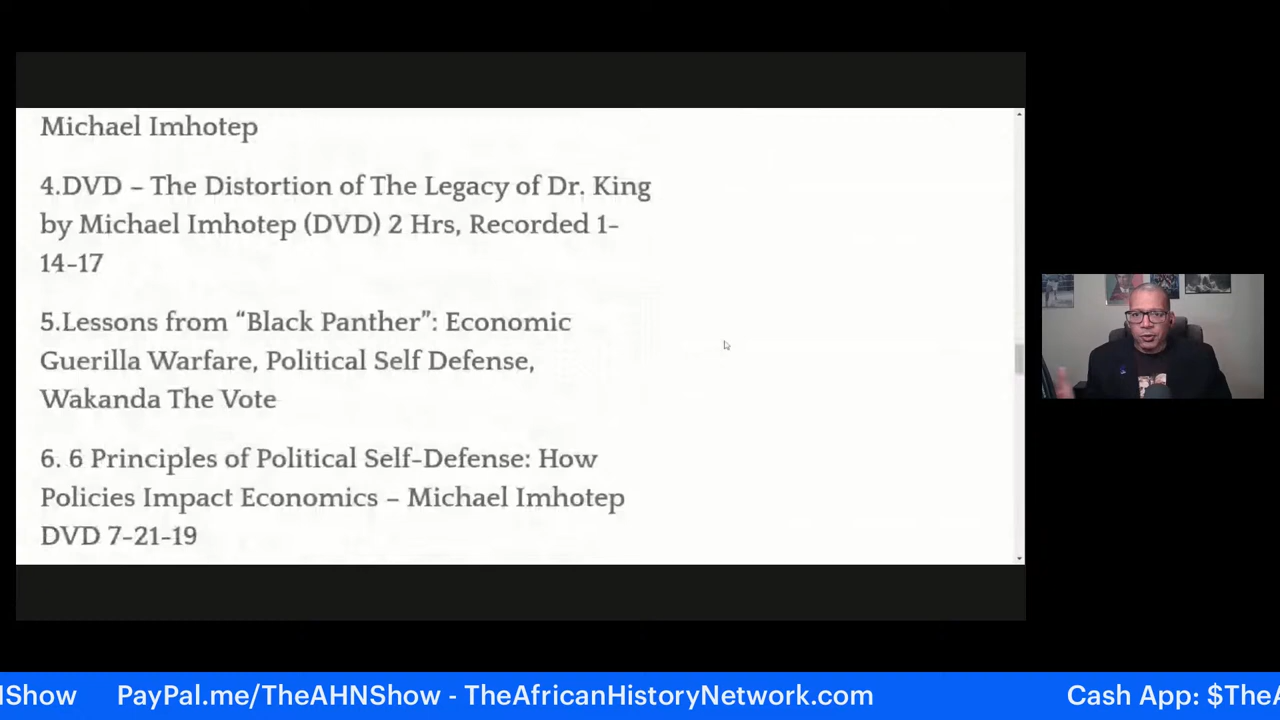 Michael Imhotep
4.DVD – The Distortion of The Legacy of Dr. King
by Michael Imhotep (DVD) 2 Hrs, Recorded 1-
14-17
5.Lessons from “Black Panther”: Economic
Guerilla Warfare, Political Self Defense,
Wakanda The Vote
6. 6 Principles of Political Self-Defense: How
Policies Impact Economics – Michael Imhotep
DVD 7-21-19
NShow PayPal.me/TheAHNShow - TheAfricanHistoryNetwork.com Cash App: $TheA